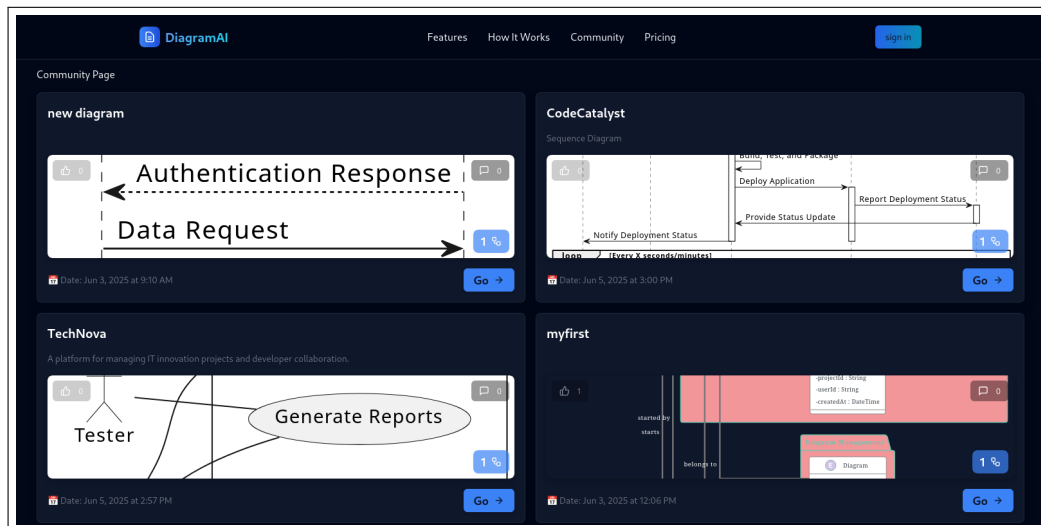 DiagramAI
Features How It Works Community Pricing
sign in
Community Page
new diagram
0
0
Authentication Response
Data Request
1
Date: Jun 3, 2025 at 9:10 AM
Go →
CodeCatalyst
Sequence Diagram
0
0
Build, Test, and Package
Deploy Application
Report Deployment Status
Provide Status Update
Notify Deployment Status
loop [Every X seconds/minutes]
1
Date: Jun 5, 2025 at 3:00 PM
Go →
TechNova
A platform for managing IT innovation projects and developer collaboration.
0
0
Tester
Generate Reports
1
Date: Jun 5, 2025 at 2:57 PM
Go →
myfirst
1
0
-projectId : String
-userId : String
-createdAt : DateTime
started by
starts
belongs to
E Diagram
1
Date: Jun 3, 2025 at 12:06 PM
Go →